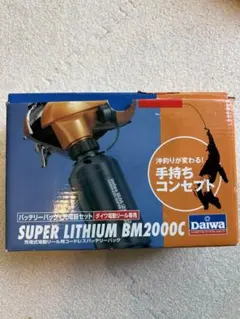 沖釣りが変わる!
手持ち
コンセプト
バッテリーパック&充電器セット ダイワ電動リール専用
SUPER LITHIUM BM2000C
充電式電動リール用コードレスバッテリーパック
Daiwa